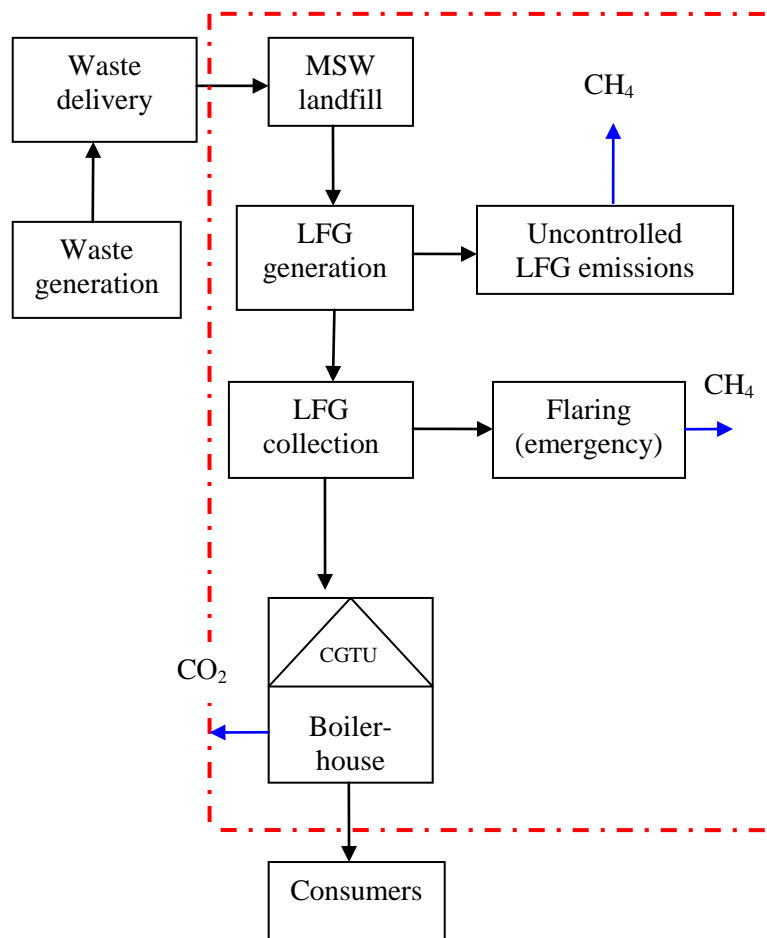 Waste
delivery
MSW
landfill
CH₄
Waste
generation
LFG
generation
Uncontrolled
LFG emissions
LFG
collection
Flaring
(emergency)
CH₄
CGTU
CO₂
Boiler-
house
Consumers